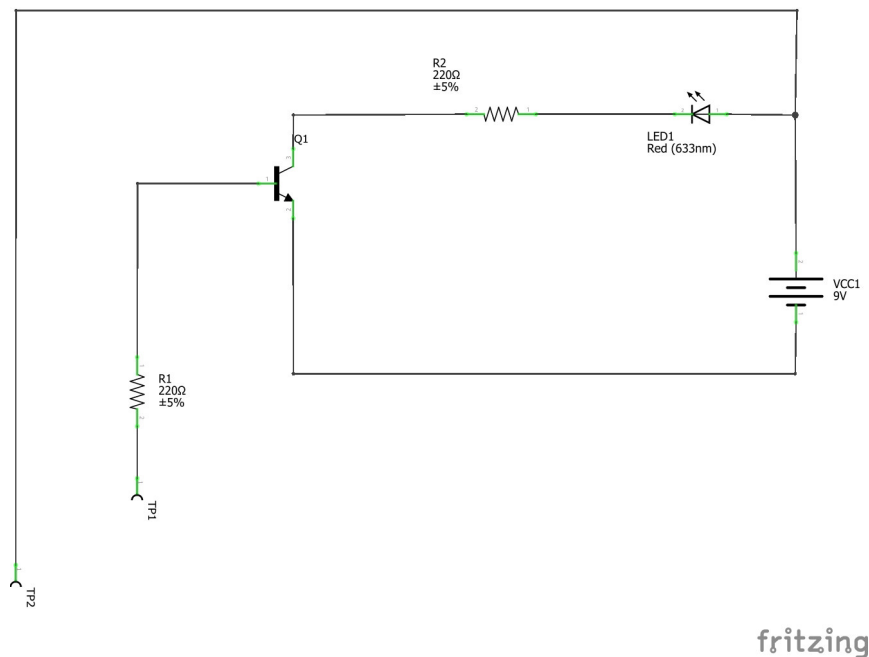 R2
220Ω
±5%
Q1
LED1
Red (633nm)
VCC1
9V
R1
220Ω
±5%
TP1
TP2
fritzing